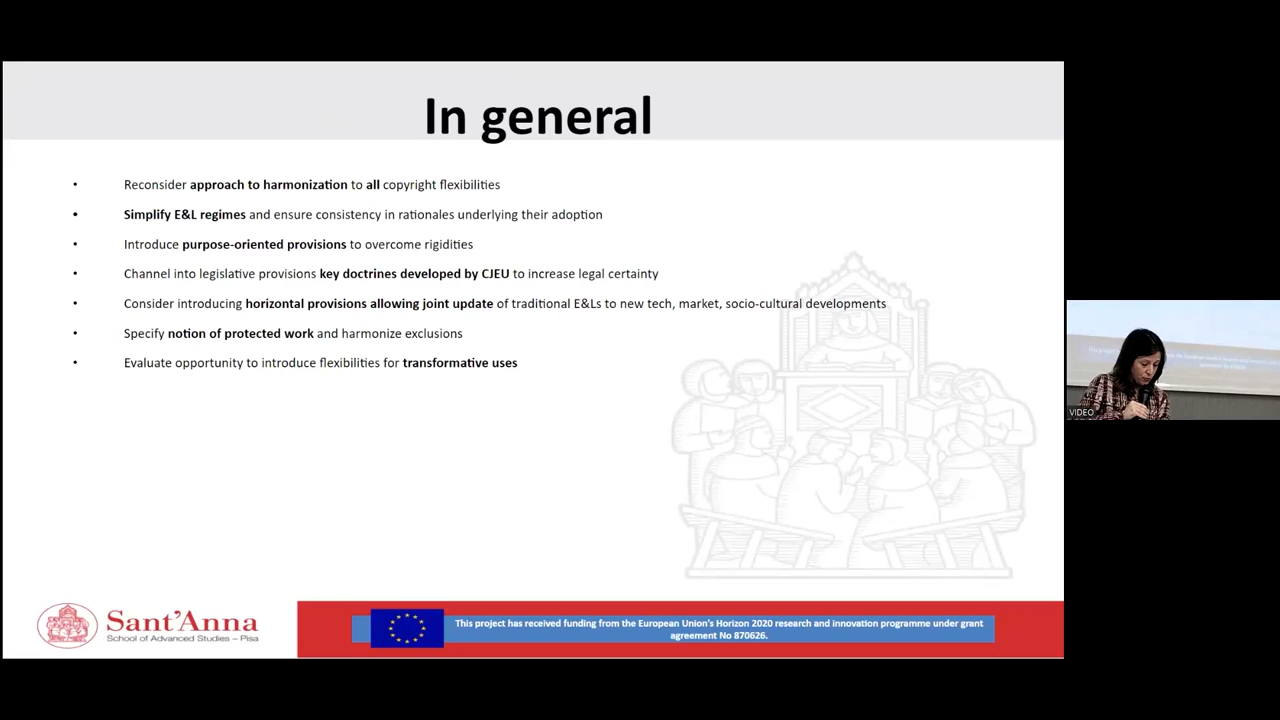 In general
• Reconsider approach to harmonization to all copyright flexibilities
• Simplify E&L regimes and ensure consistency in rationales underlying their adoption
• Introduce purpose-oriented provisions to overcome rigidities
• Channel into legislative provisions key doctrines developed by CJEU to increase legal certainty
• Consider introducing horizontal provisions allowing joint update of traditional E&Ls to new tech, market, socio-cultural developments
• Specify notion of protected work and harmonize exclusions
• Evaluate opportunity to introduce flexibilities for transformative uses
VIDEO
Sant'Anna
School of Advanced Studies – Pisa
This project has received funding from the European Union's Horizon 2020 research and innovation programme under grant
agreement No 870626.